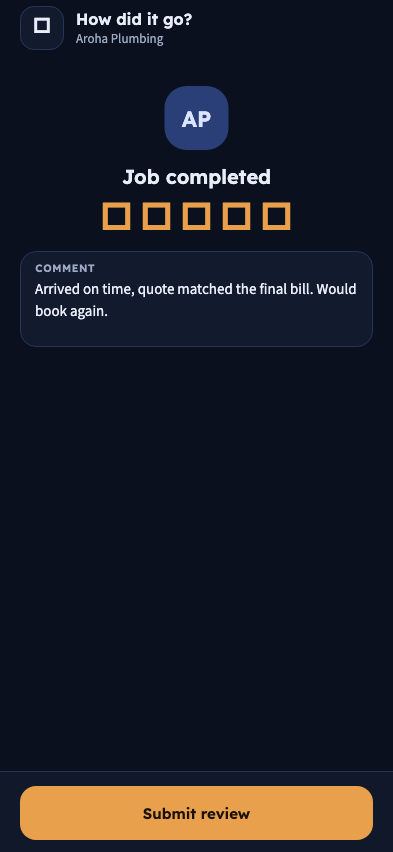 How did it go?
Aroha Plumbing
AP
Job completed
COMMENT
Arrived on time, quote matched the final bill. Would
book again.
Submit review